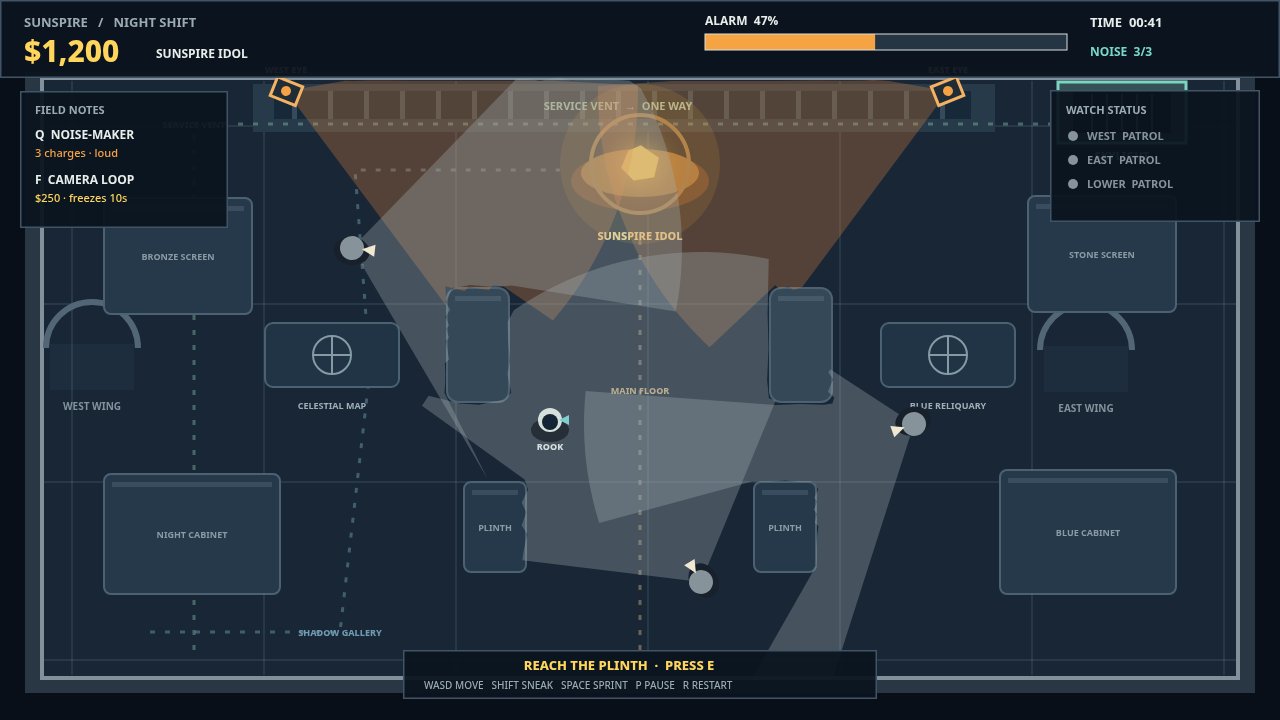 SUNSPIRE / NIGHT SHIFT
$1,200 SUNSPIRE IDOL
ALARM 47%
TIME 00:41
NOISE 3/3
WEST EYE
EAST EYE
FIELD NOTES
Q NOISE-MAKER
3 charges · loud
F CAMERA LOOP
$250 · freezes 10s
SERVICE VENT
SERVICE VENT → ONE WAY
WATCH STATUS
WEST PATROL
EAST PATROL
LOWER PATROL
SUNSPIRE IDOL
BRONZE SCREEN
STONE SCREEN
WEST WING
CELESTIAL MAP
MAIN FLOOR
BLUE RELIQUARY
EAST WING
ROOK
NIGHT CABINET
PLINTH
PLINTH
BLUE CABINET
SHADOW GALLERY
REACH THE PLINTH · PRESS E
WASD MOVE SHIFT SNEAK SPACE SPRINT P PAUSE R RESTART